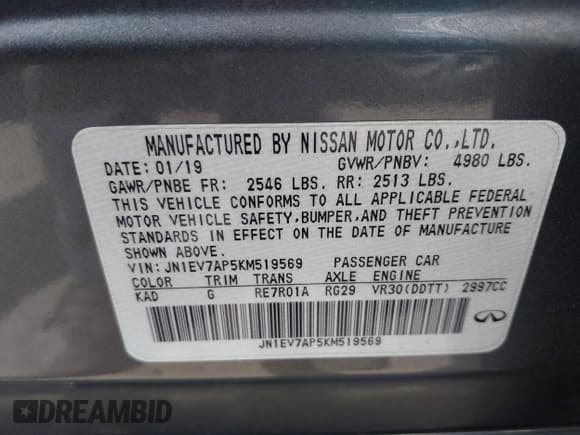 MANUFACTURED BY NISSAN MOTOR CO.,LTD.
DATE: 01/19 GVWR/PNBV: 4980 LBS.
GAWR/PNBE FR: 2546 LBS. RR: 2513 LBS.
THIS VEHICLE CONFORMS TO ALL APPLICABLE FEDERAL
MOTOR VEHICLE SAFETY,BUMPER,AND THEFT PREVENTION
STANDARDS IN EFFECT ON THE DATE OF MANUFACTURE
SHOWN ABOVE.
VIN: JN1EV7AP5KM519569 PASSENGER CAR
COLOR TRIM TRANS AXLE ENGINE
KAD G RE7R01A RG29 VR30(DDTT) 2997CC
JN1EV7AP5KM519569
DREAMBID